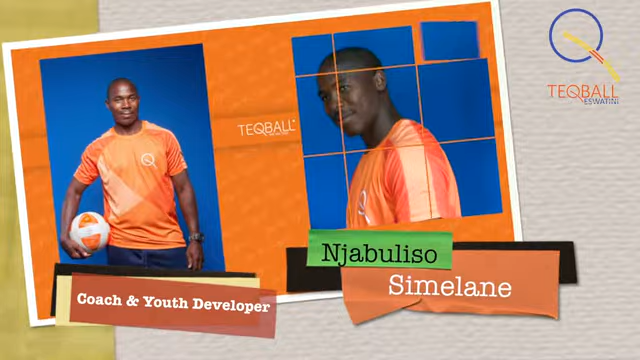 TEQBALL
ESWATINI
TEQBALL
Njabuliso
Simelane
Coach & Youth Developer